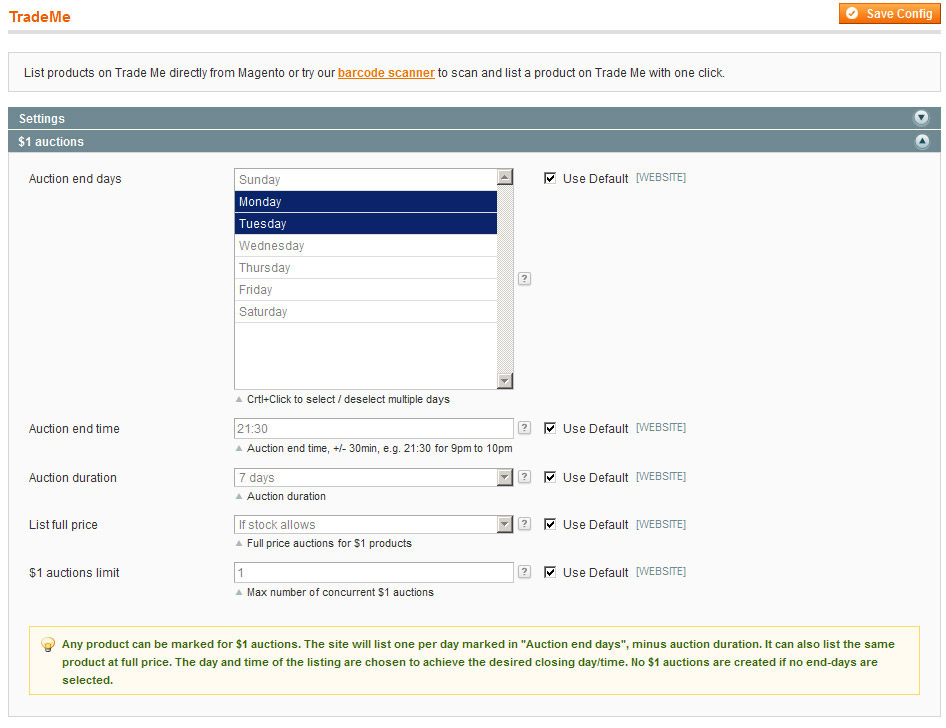 TradeMe
Save Config
List products on Trade Me directly from Magento or try our barcode scanner to scan and list a product on Trade Me with one click.
Settings
$1 auctions
Auction end days
Sunday
Monday
Tuesday
Wednesday
Thursday
Friday
Saturday
?
Use Default [WEBSITE]
Crtl+Click to select / deselect multiple days
Auction end time 21:30 ? Use Default [WEBSITE]
Auction end time, +/- 30min, e.g. 21:30 for 9pm to 10pm
Auction duration 7 days ? Use Default [WEBSITE]
Auction duration
List full price If stock allows ? Use Default [WEBSITE]
Full price auctions for $1 products
$1 auctions limit 1 ? Use Default [WEBSITE]
Max number of concurrent $1 auctions
Any product can be marked for $1 auctions. The site will list one per day marked in "Auction end days", minus auction duration. It can also list the same
product at full price. The day and time of the listing are chosen to achieve the desired closing day/time. No $1 auctions are created if no end-days are
selected.